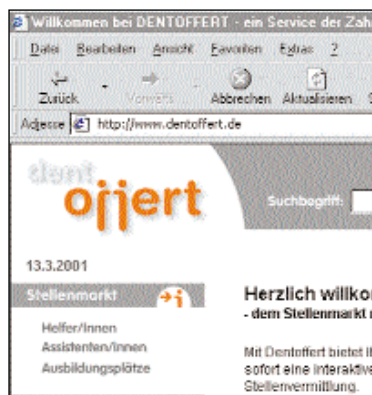 Willkommen bei DENTOFFERT - ein Service der Zah
Datei Bearbeiten Ansicht Favoriten Extras ?
Zurück Vorwärts Abbrechen Aktualisieren
Adresse http://www.dentoffert.de
dent
offert
Suchbegriff:
13.3.2001
Stellenmarkt
Helfer/Innen
Assistenten/Innen
Ausbildungsplätze
Herzlich willko
- dem Stellenmarkt
Mit Dentoffert bietet I
sofort eine interaktive
Stellenvermittlung.